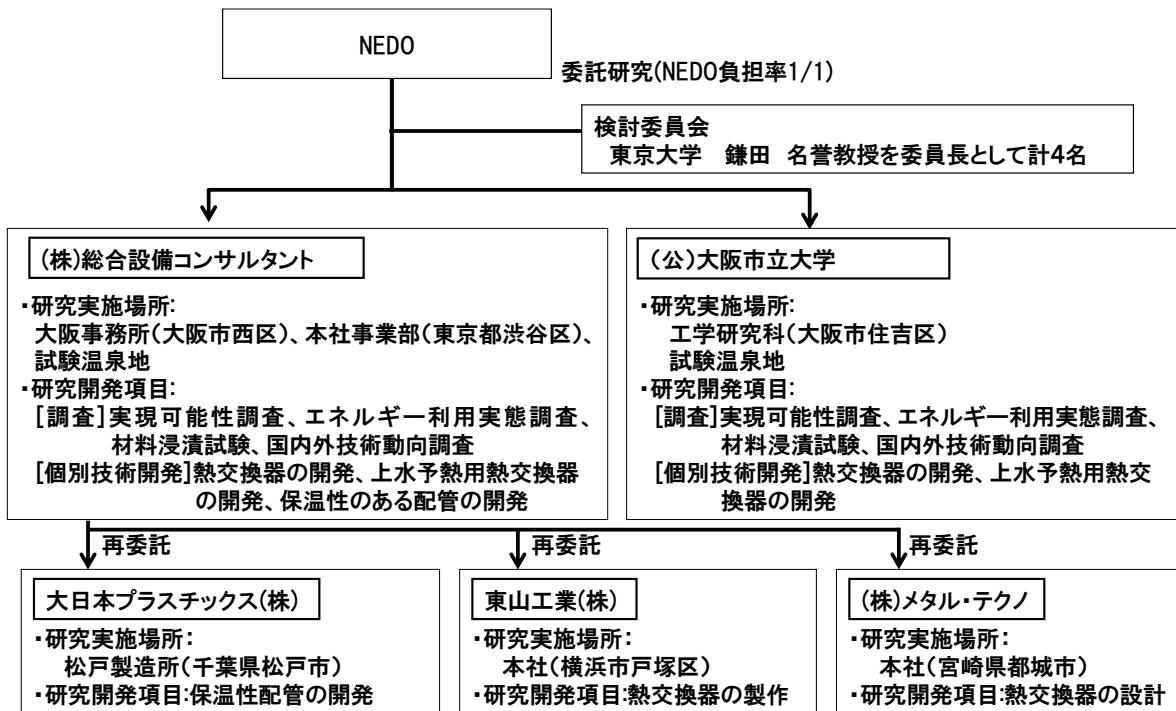 NEDO
委託研究(NEDO負担率1/1)
検討委員会
東京大学　鎌田　名誉教授を委員長として計4名
(株)総合設備コンサルタント
・研究実施場所:
大阪事務所(大阪市西区)、本社事業部(東京都渋谷区)、
試験温泉地
・研究開発項目:
[調査]実現可能性調査、エネルギー利用実態調査、
材料浸漬試験、国内外技術動向調査
[個別技術開発]熱交換器の開発、上水予熱用熱交換器
の開発、保温性のある配管の開発
(公)大阪市立大学
・研究実施場所:
工学研究科(大阪市住吉区)
試験温泉地
・研究開発項目:
[調査]実現可能性調査、エネルギー利用実態調査、
材料浸漬試験、国内外技術動向調査
[個別技術開発]熱交換器の開発、上水予熱用熱交
換器の開発
再委託
再委託
再委託
大日本プラスチックス(株)
・研究実施場所:
松戸製造所(千葉県松戸市)
・研究開発項目:保温性配管の開発
東山工業(株)
・研究実施場所:
本社(横浜市戸塚区)
・研究開発項目:熱交換器の製作
(株)メタル・テクノ
・研究実施場所:
本社(宮崎県都城市)
・研究開発項目:熱交換器の設計